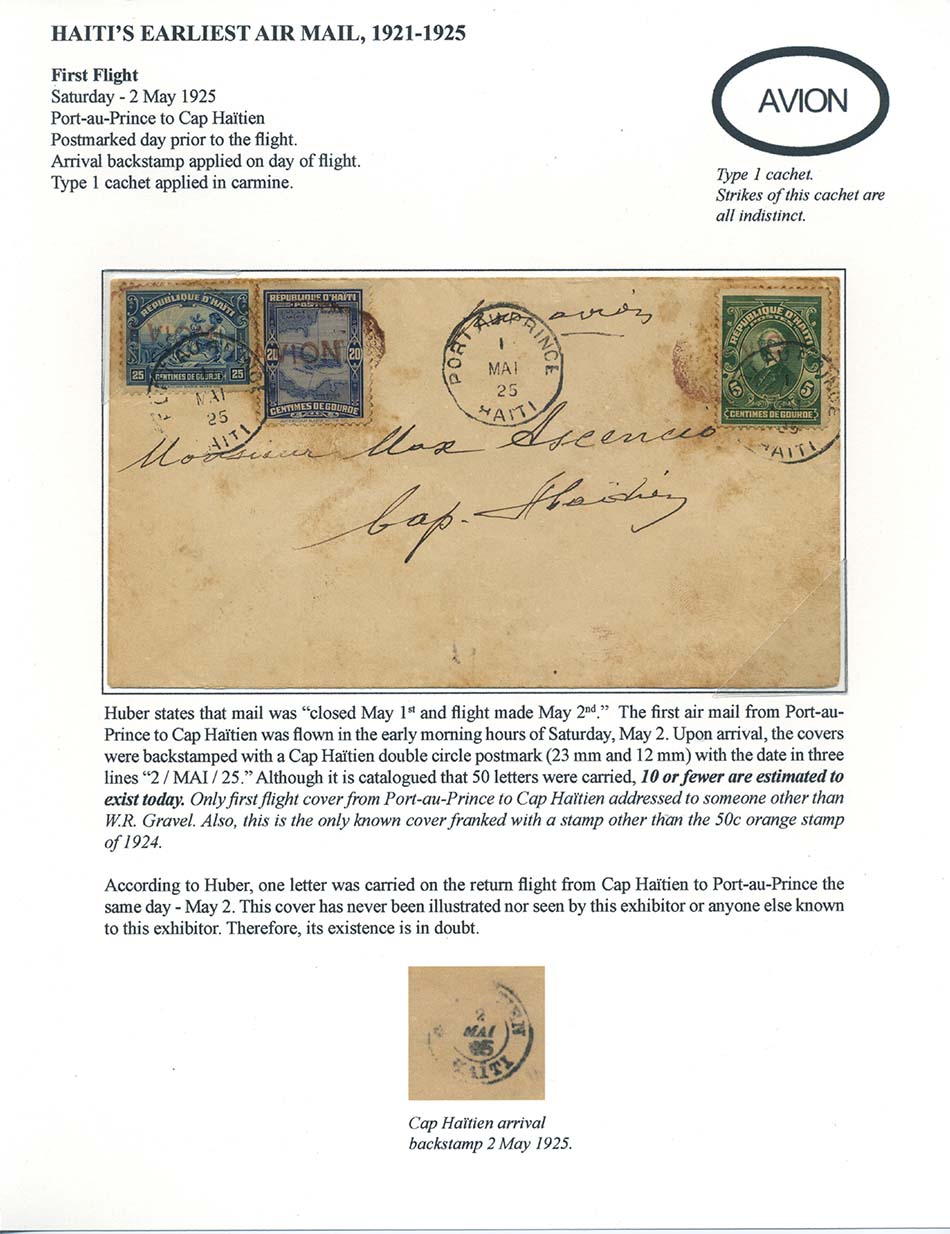 HAITI'S EARLIEST AIR MAIL, 1921-1925
First Flight
Saturday - 2 May 1925
Port-au-Prince to Cap Haïtien
Postmarked day prior to the flight.
Arrival backstamp applied on day of flight.
Type 1 cachet applied in carmine.
AVION
Type 1 cachet.
Strikes of this cachet are
all indistinct.
REPUBLIQUE D'HAITI
25 25
CENTIMES DE GOURDE
MAI
25
HAITI
REPUBLIQUE D'HAITI
20 20
CENTIMES DE GOURDE
PORT AU PRINCE
1
MAI
25
HAITI
avion
REPUBLIQUE D'HAITI
5 5
CENTIMES DE GOURDE
HAITI
Monsieur Max Ascencio
Cap-Haïtien
Huber states that mail was “closed May 1st and flight made May 2nd.” The first air mail from Port-au-
Prince to Cap Haïtien was flown in the early morning hours of Saturday, May 2. Upon arrival, the covers
were backstamped with a Cap Haïtien double circle postmark (23 mm and 12 mm) with the date in three
lines “2 / MAI / 25.” Although it is catalogued that 50 letters were carried, 10 or fewer are estimated to
exist today. Only first flight cover from Port-au-Prince to Cap Haïtien addressed to someone other than
W.R. Gravel. Also, this is the only known cover franked with a stamp other than the 50c orange stamp
of 1924.
According to Huber, one letter was carried on the return flight from Cap Haïtien to Port-au-Prince the
same day - May 2. This cover has never been illustrated nor seen by this exhibitor or anyone else known
to this exhibitor. Therefore, its existence is in doubt.
2
MAI
25
HAITI
Cap Haïtien arrival
backstamp 2 May 1925.